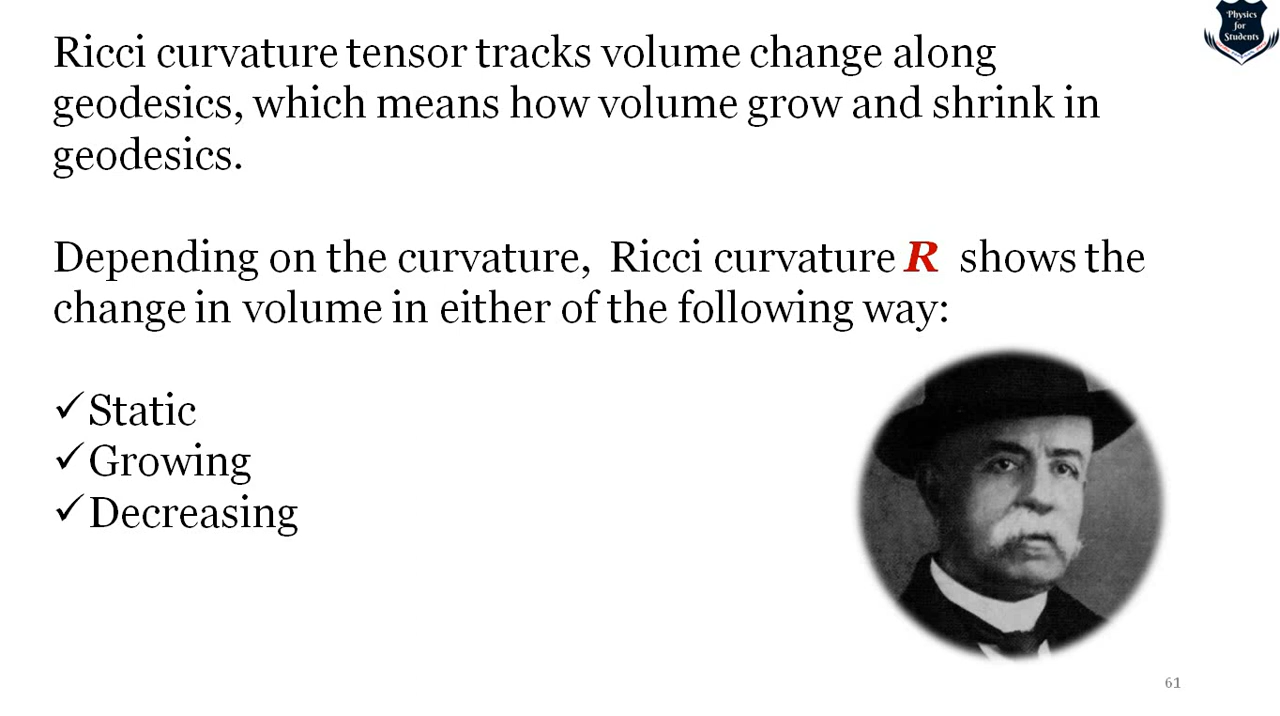 Physics
for
Students
Ricci curvature tensor tracks volume change along
geodesics, which means how volume grow and shrink in
geodesics.
Depending on the curvature, Ricci curvature R shows the
change in volume in either of the following way:
✓Static
✓Growing
✓Decreasing
61